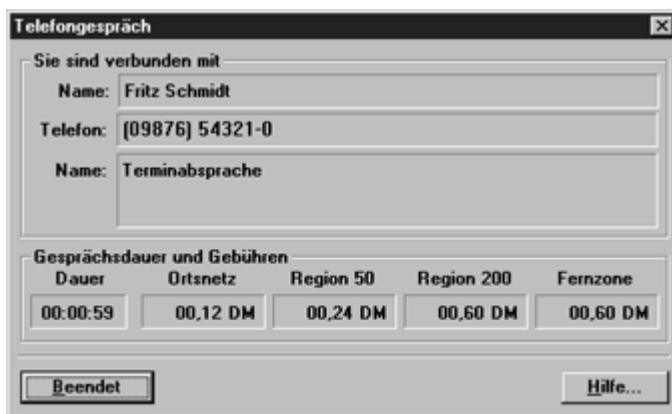 Telefongespräch
Sie sind verbunden mit
Name: Fritz Schmidt
Telefon: (09876) 54321-0
Name: Terminabsprache
Gesprächsdauer und Gebühren
Dauer Ortsnetz Region 50 Region 200 Fernzone
00:00:59 00,12 DM 00,24 DM 00,60 DM 00,60 DM
Beendet Hilfe...